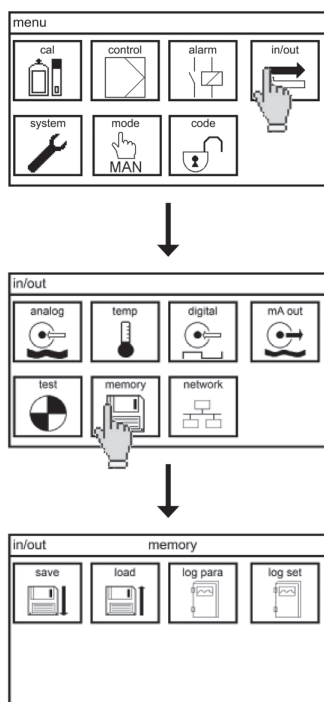 menu
cal control alarm in/out
system mode code
MAN
in/out
analog temp digital mA out
test memory network
in/out memory
save load log para log set